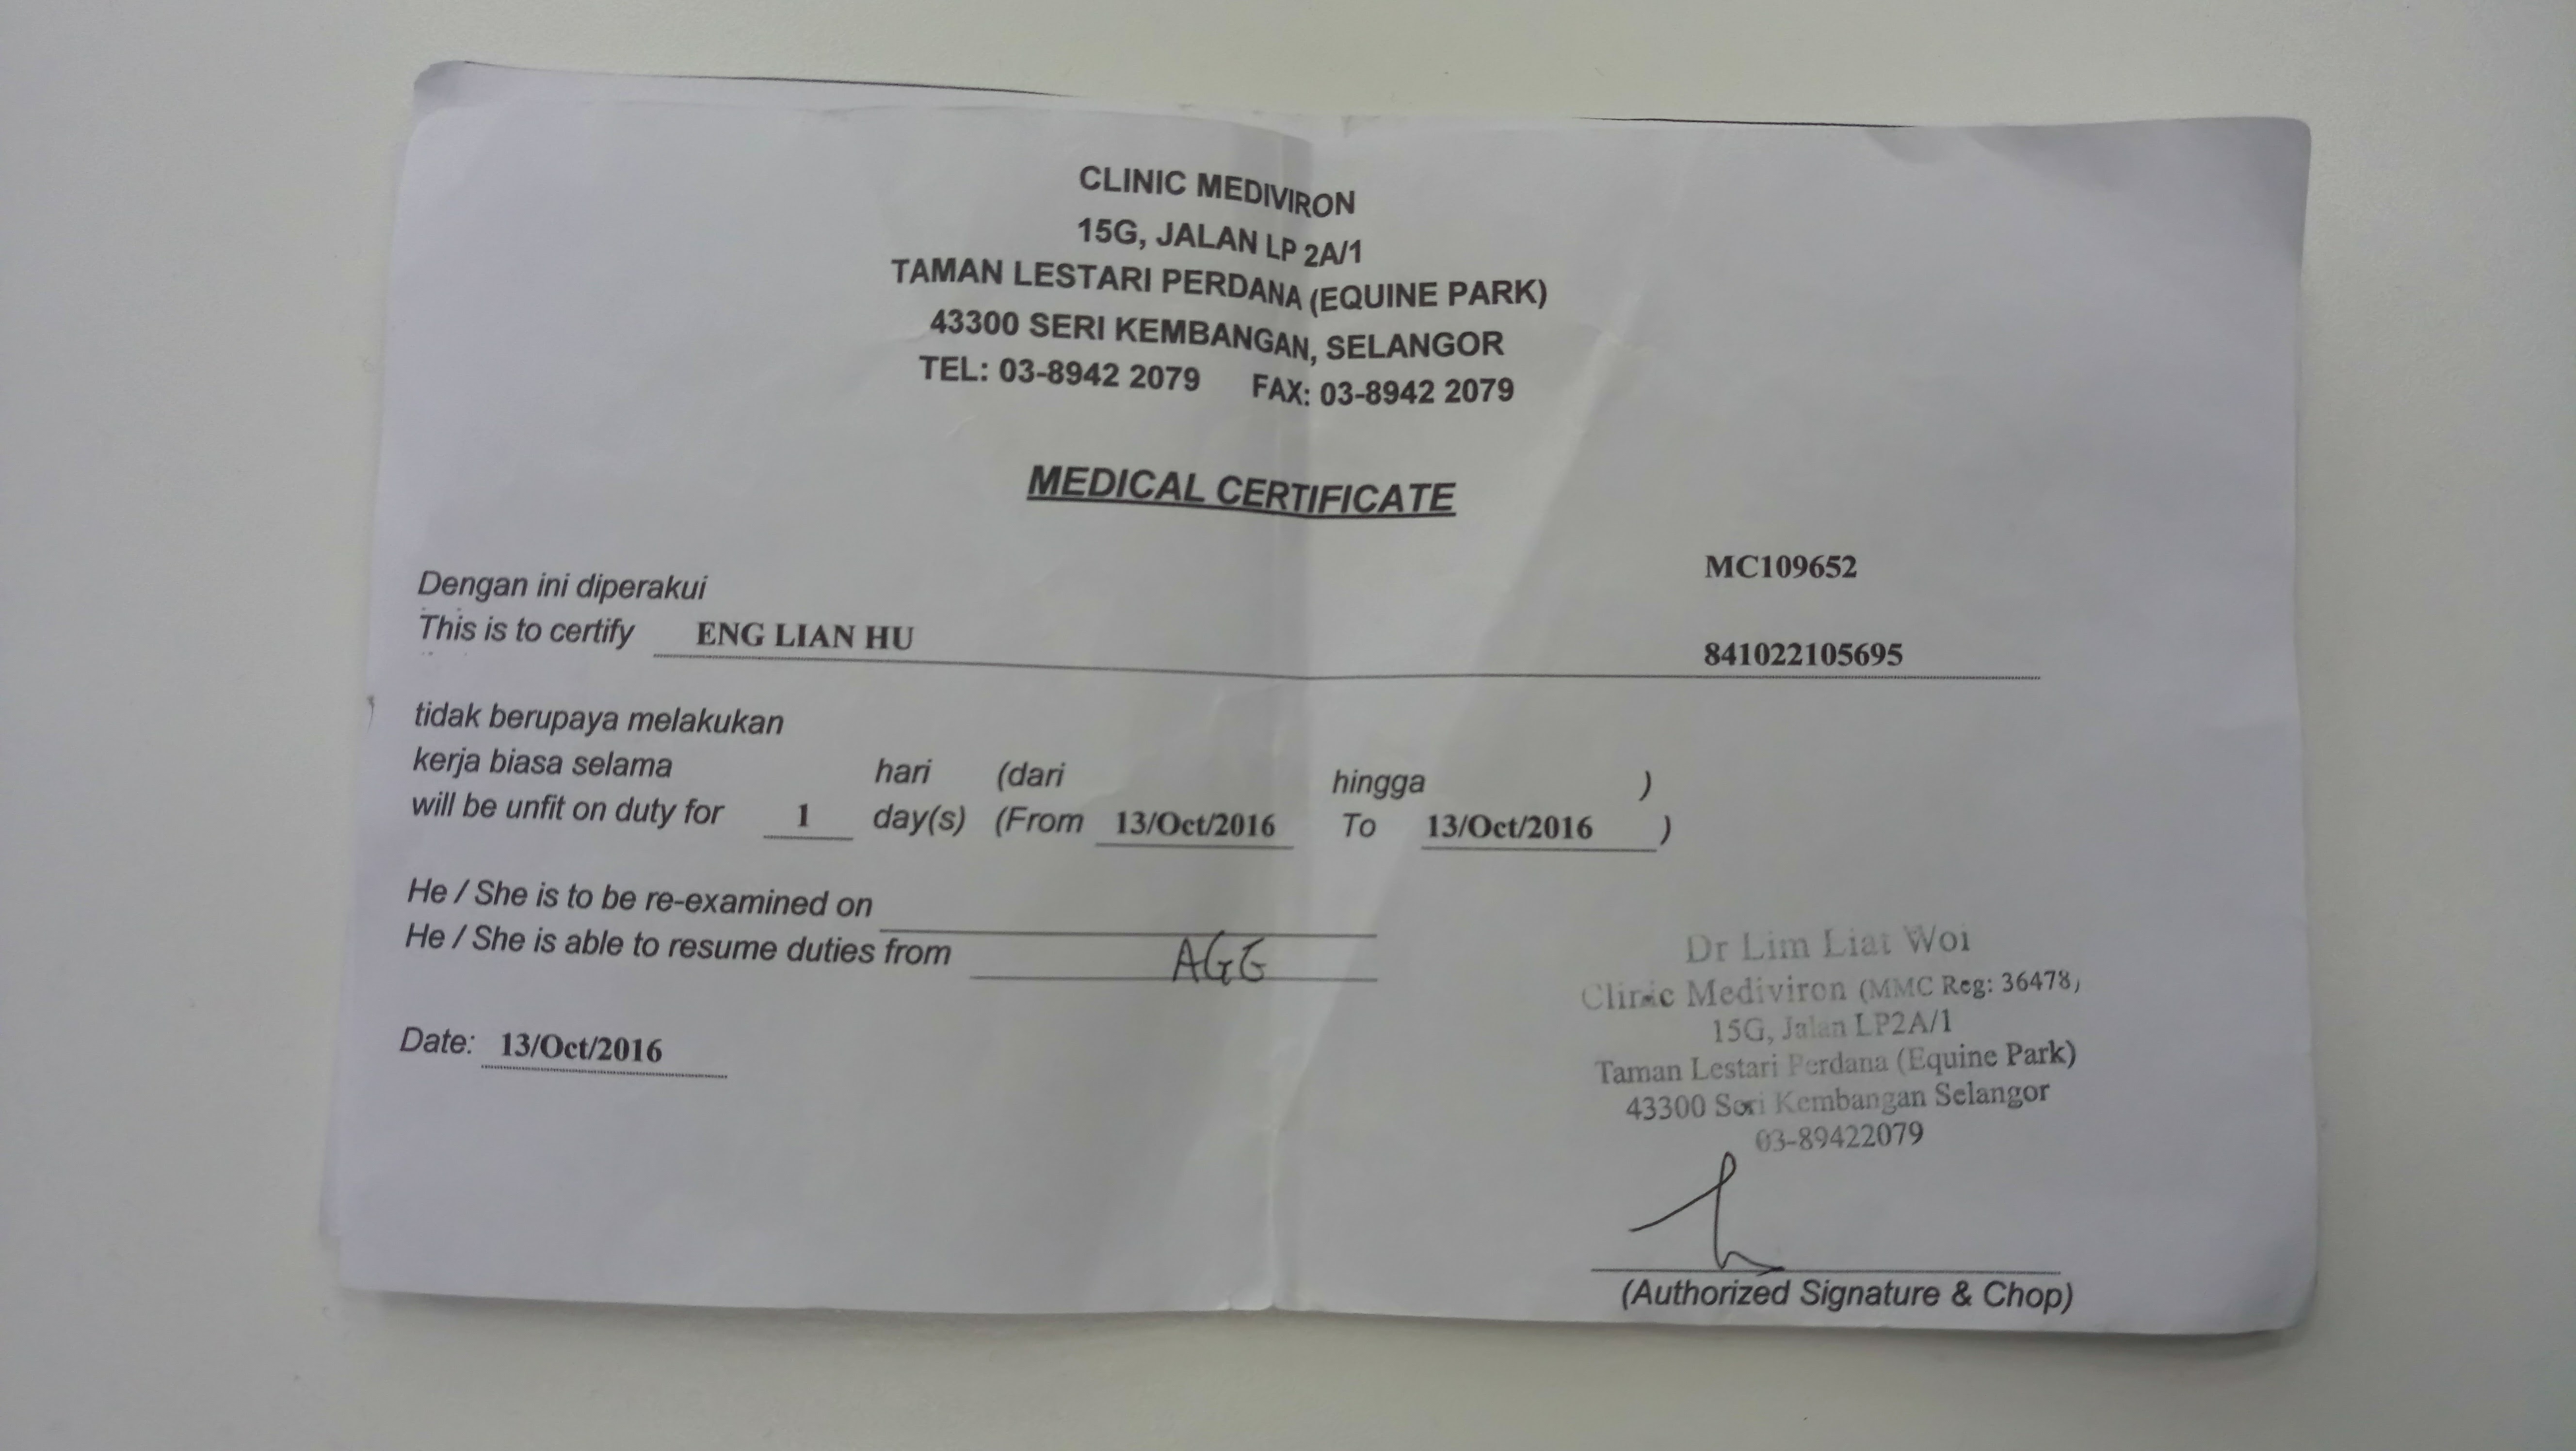 CLINIC MEDIVIRON
15G, JALAN LP 2A/1
TAMAN LESTARI PERDANA (EQUINE PARK)
43300 SERI KEMBANGAN, SELANGOR
TEL: 03-8942 2079 FAX: 03-8942 2079
MEDICAL CERTIFICATE
MC109652
Dengan ini diperakui
This is to certify ENG LIAN HU 841022105695
tidak berupaya melakukan
kerja biasa selama hari (dari hingga )
will be unfit on duty for 1 day(s) (From 13/Oct/2016 To 13/Oct/2016 )
He / She is to be re-examined on
He / She is able to resume duties from AGE
Date: 13/Oct/2016
Dr Lim Liat Woi
Clinic Mediviron (MMC Reg: 36478)
15G, Jalan LP2A/1
Taman Lestari Perdana (Equine Park)
43300 Seri Kembangan Selangor
03-89422079
(Authorized Signature & Chop)